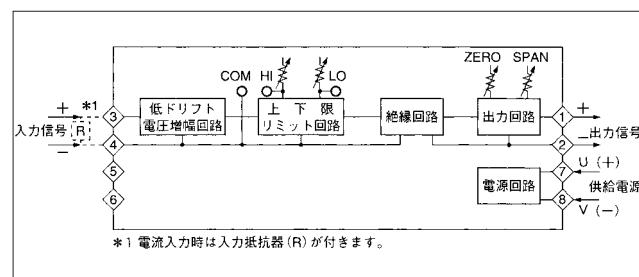 ZERO SPAN
COM HI LO
+ *1
3 低ドリフト 電圧増幅回路
上下限 リミット回路
絶縁回路
出力回路
1 +
入力信号 R
出力信号
− 4
− 2
5
電源回路
7 U (+)
供給電源
6
8 V (−)
*1 電流入力時は入力抵抗器(R)が付きます。